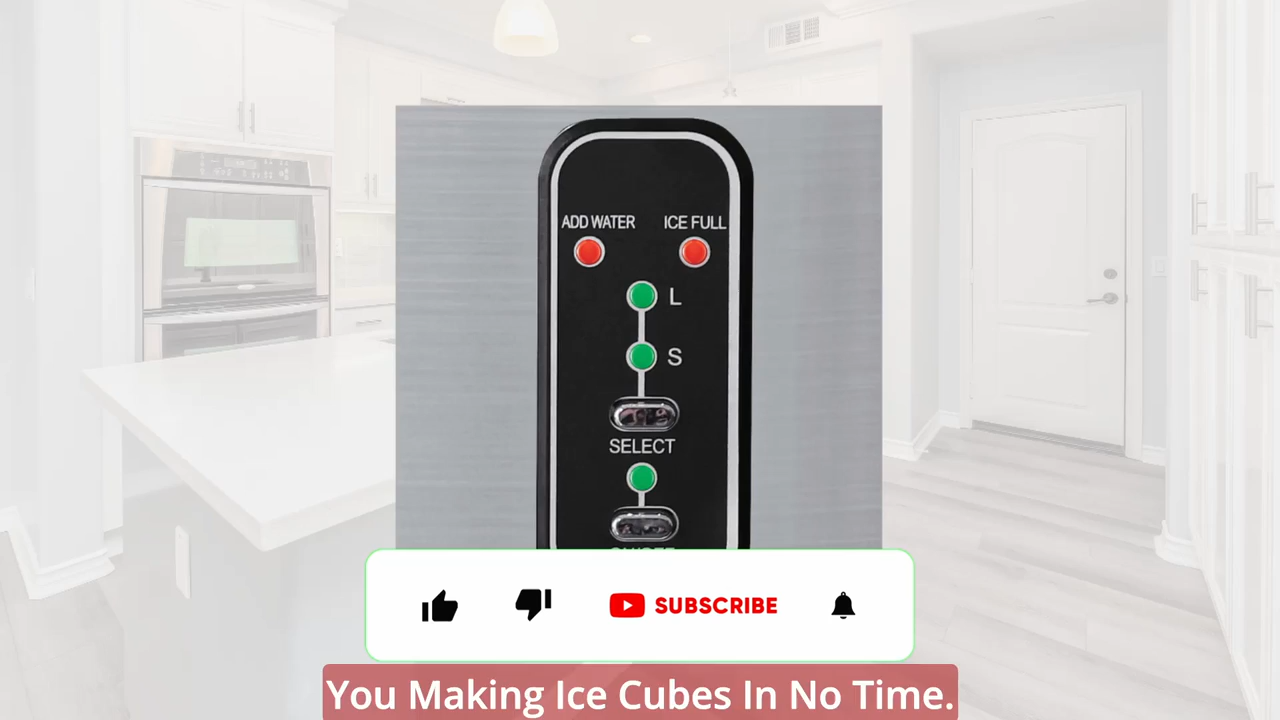 ADD WATER ICE FULL
L
S
SELECT
SUBSCRIBE
You Making Ice Cubes In No Time.